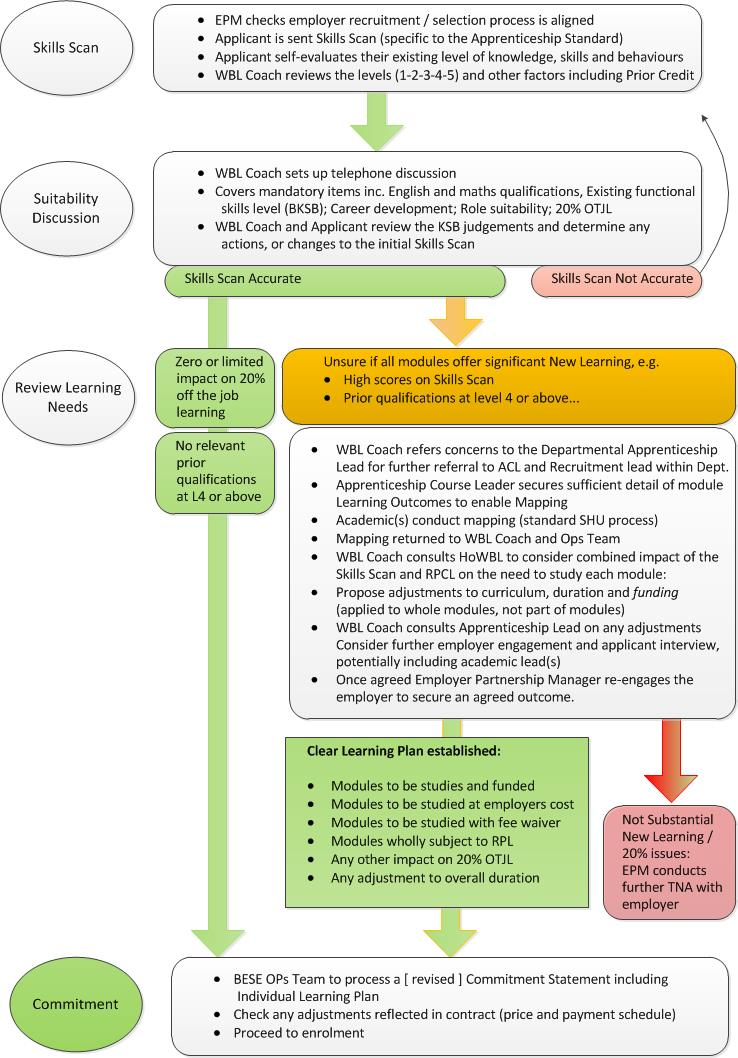 Skills Scan
• EPM checks employer recruitment / selection process is aligned
• Applicant is sent Skills Scan (specific to the Apprenticeship Standard)
• Applicant self-evaluates their existing level of knowledge, skills and behaviours
• WBL Coach reviews the levels (1-2-3-4-5) and other factors including Prior Credit
Suitability
Discussion
• WBL Coach sets up telephone discussion
• Covers mandatory items inc. English and maths qualifications, Existing functional
skills level (BKSB); Career development; Role suitability; 20% OTJL
• WBL Coach and Applicant review the KSB judgements and determine any
actions, or changes to the initial Skills Scan
Skills Scan Accurate
Skills Scan Not Accurate
Review Learning
Needs
Zero or limited
impact on 20%
off the job
learning
No relevant
prior
qualifications
at L4 or above
Unsure if all modules offer significant New Learning, e.g.
• High scores on Skills Scan
• Prior qualifications at level 4 or above...
• WBL Coach refers concerns to the Departmental Apprenticeship
Lead for further referral to ACL and Recruitment lead within Dept.
• Apprenticeship Course Leader secures sufficient detail of module
Learning Outcomes to enable Mapping
• Academic(s) conduct mapping (standard SHU process)
• Mapping returned to WBL Coach and Ops Team
• WBL Coach consults HoWBL to consider combined impact of the
Skills Scan and RPCL on the need to study each module:
• Propose adjustments to curriculum, duration and funding
(applied to whole modules, not part of modules)
• WBL Coach consults Apprenticeship Lead on any adjustments
Consider further employer engagement and applicant interview,
potentially including academic lead(s)
• Once agreed Employer Partnership Manager re-engages the
employer to secure an agreed outcome.
Clear Learning Plan established:
• Modules to be studies and funded
• Modules to be studied at employers cost
• Modules to be studied with fee waiver
• Modules wholly subject to RPL
• Any other impact on 20% OTJL
• Any adjustment to overall duration
Not Substantial
New Learning /
20% issues:
EPM conducts
further TNA with
employer
Commitment
• BESE OPs Team to process a [ revised ] Commitment Statement including
Individual Learning Plan
• Check any adjustments reflected in contract (price and payment schedule)
• Proceed to enrolment